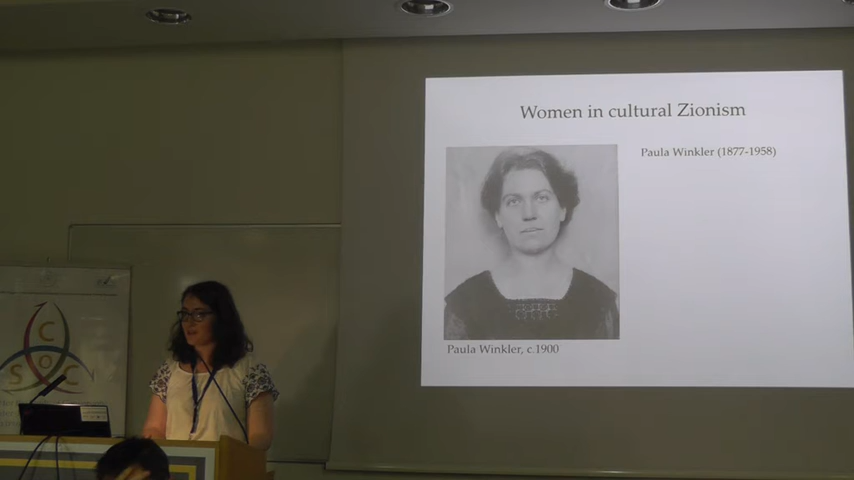 Women in cultural Zionism
Paula Winkler (1877-1958)
Paula Winkler, c.1900
C
O
S C